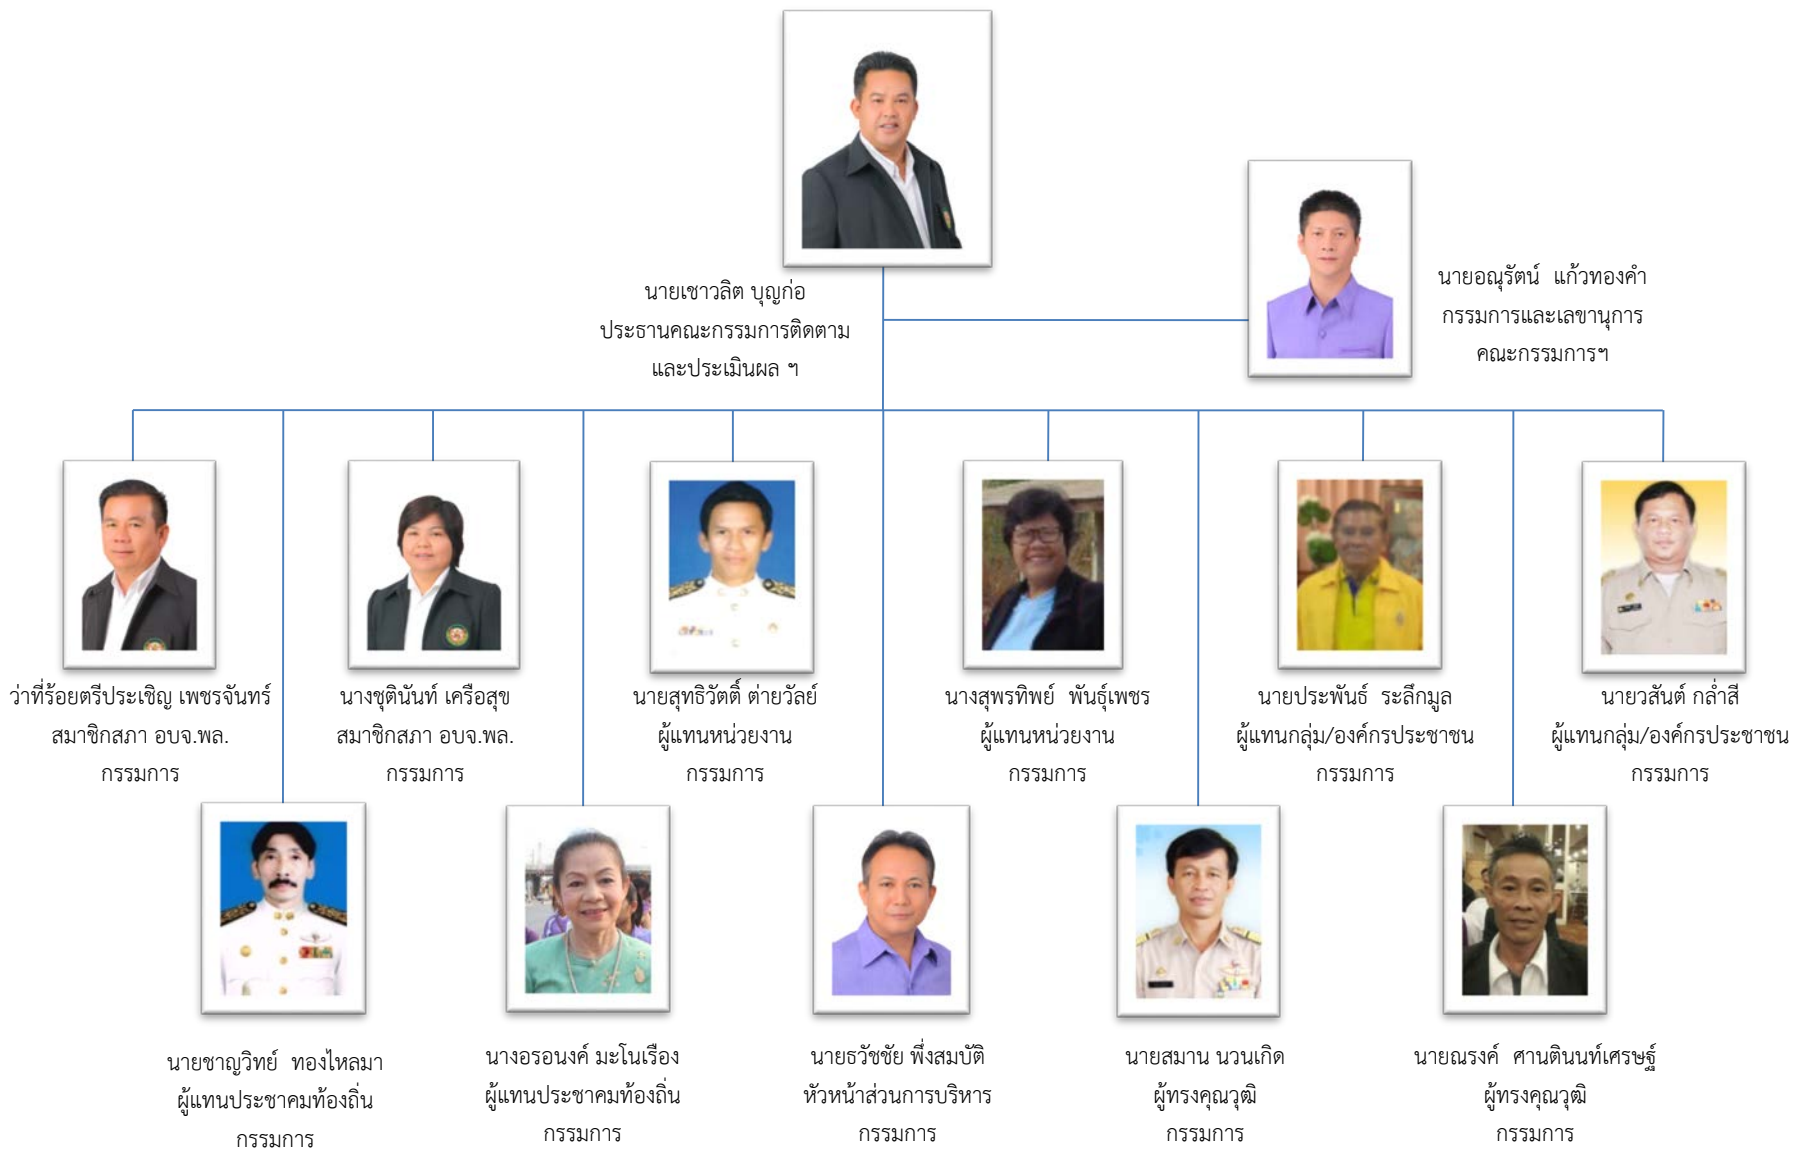 นายเชาวลิต บุญก่อ
ประธานคณะกรรมการติดตาม
และประเมินผล ฯ
นายอณุรัตน์ แก้วทองคำ
กรรมการและเลขานุการ
คณะกรรมการฯ
ว่าที่ร้อยตรีประเชิญ เพชรจันทร์
สมาชิกสภา อบจ.พล.
กรรมการ
นางชุตินันท์ เครือสุข
สมาชิกสภา อบจ.พล.
กรรมการ
นายสุทธิวัตติ์ ต่ายวัลย์
ผู้แทนหน่วยงาน
กรรมการ
นางสุพรทิพย์ พันธุ์เพชร
ผู้แทนหน่วยงาน
กรรมการ
นายประพันธ์ ระลึกมูล
ผู้แทนกลุ่ม/องค์กรประชาชน
กรรมการ
นายวสันต์ กล่ำสี
ผู้แทนกลุ่ม/องค์กรประชาชน
กรรมการ
นายชาญวิทย์ ทองไหลมา
ผู้แทนประชาคมท้องถิ่น
กรรมการ
นางอรอนงค์ มะโนเรือง
ผู้แทนประชาคมท้องถิ่น
กรรมการ
นายธวัชชัย พึ่งสมบัติ
หัวหน้าส่วนการบริหาร
กรรมการ
นายสมาน นวนเกิด
ผู้ทรงคุณวุฒิ
กรรมการ
นายณรงค์ ศานตินนท์เศรษฐ์
ผู้ทรงคุณวุฒิ
กรรมการ